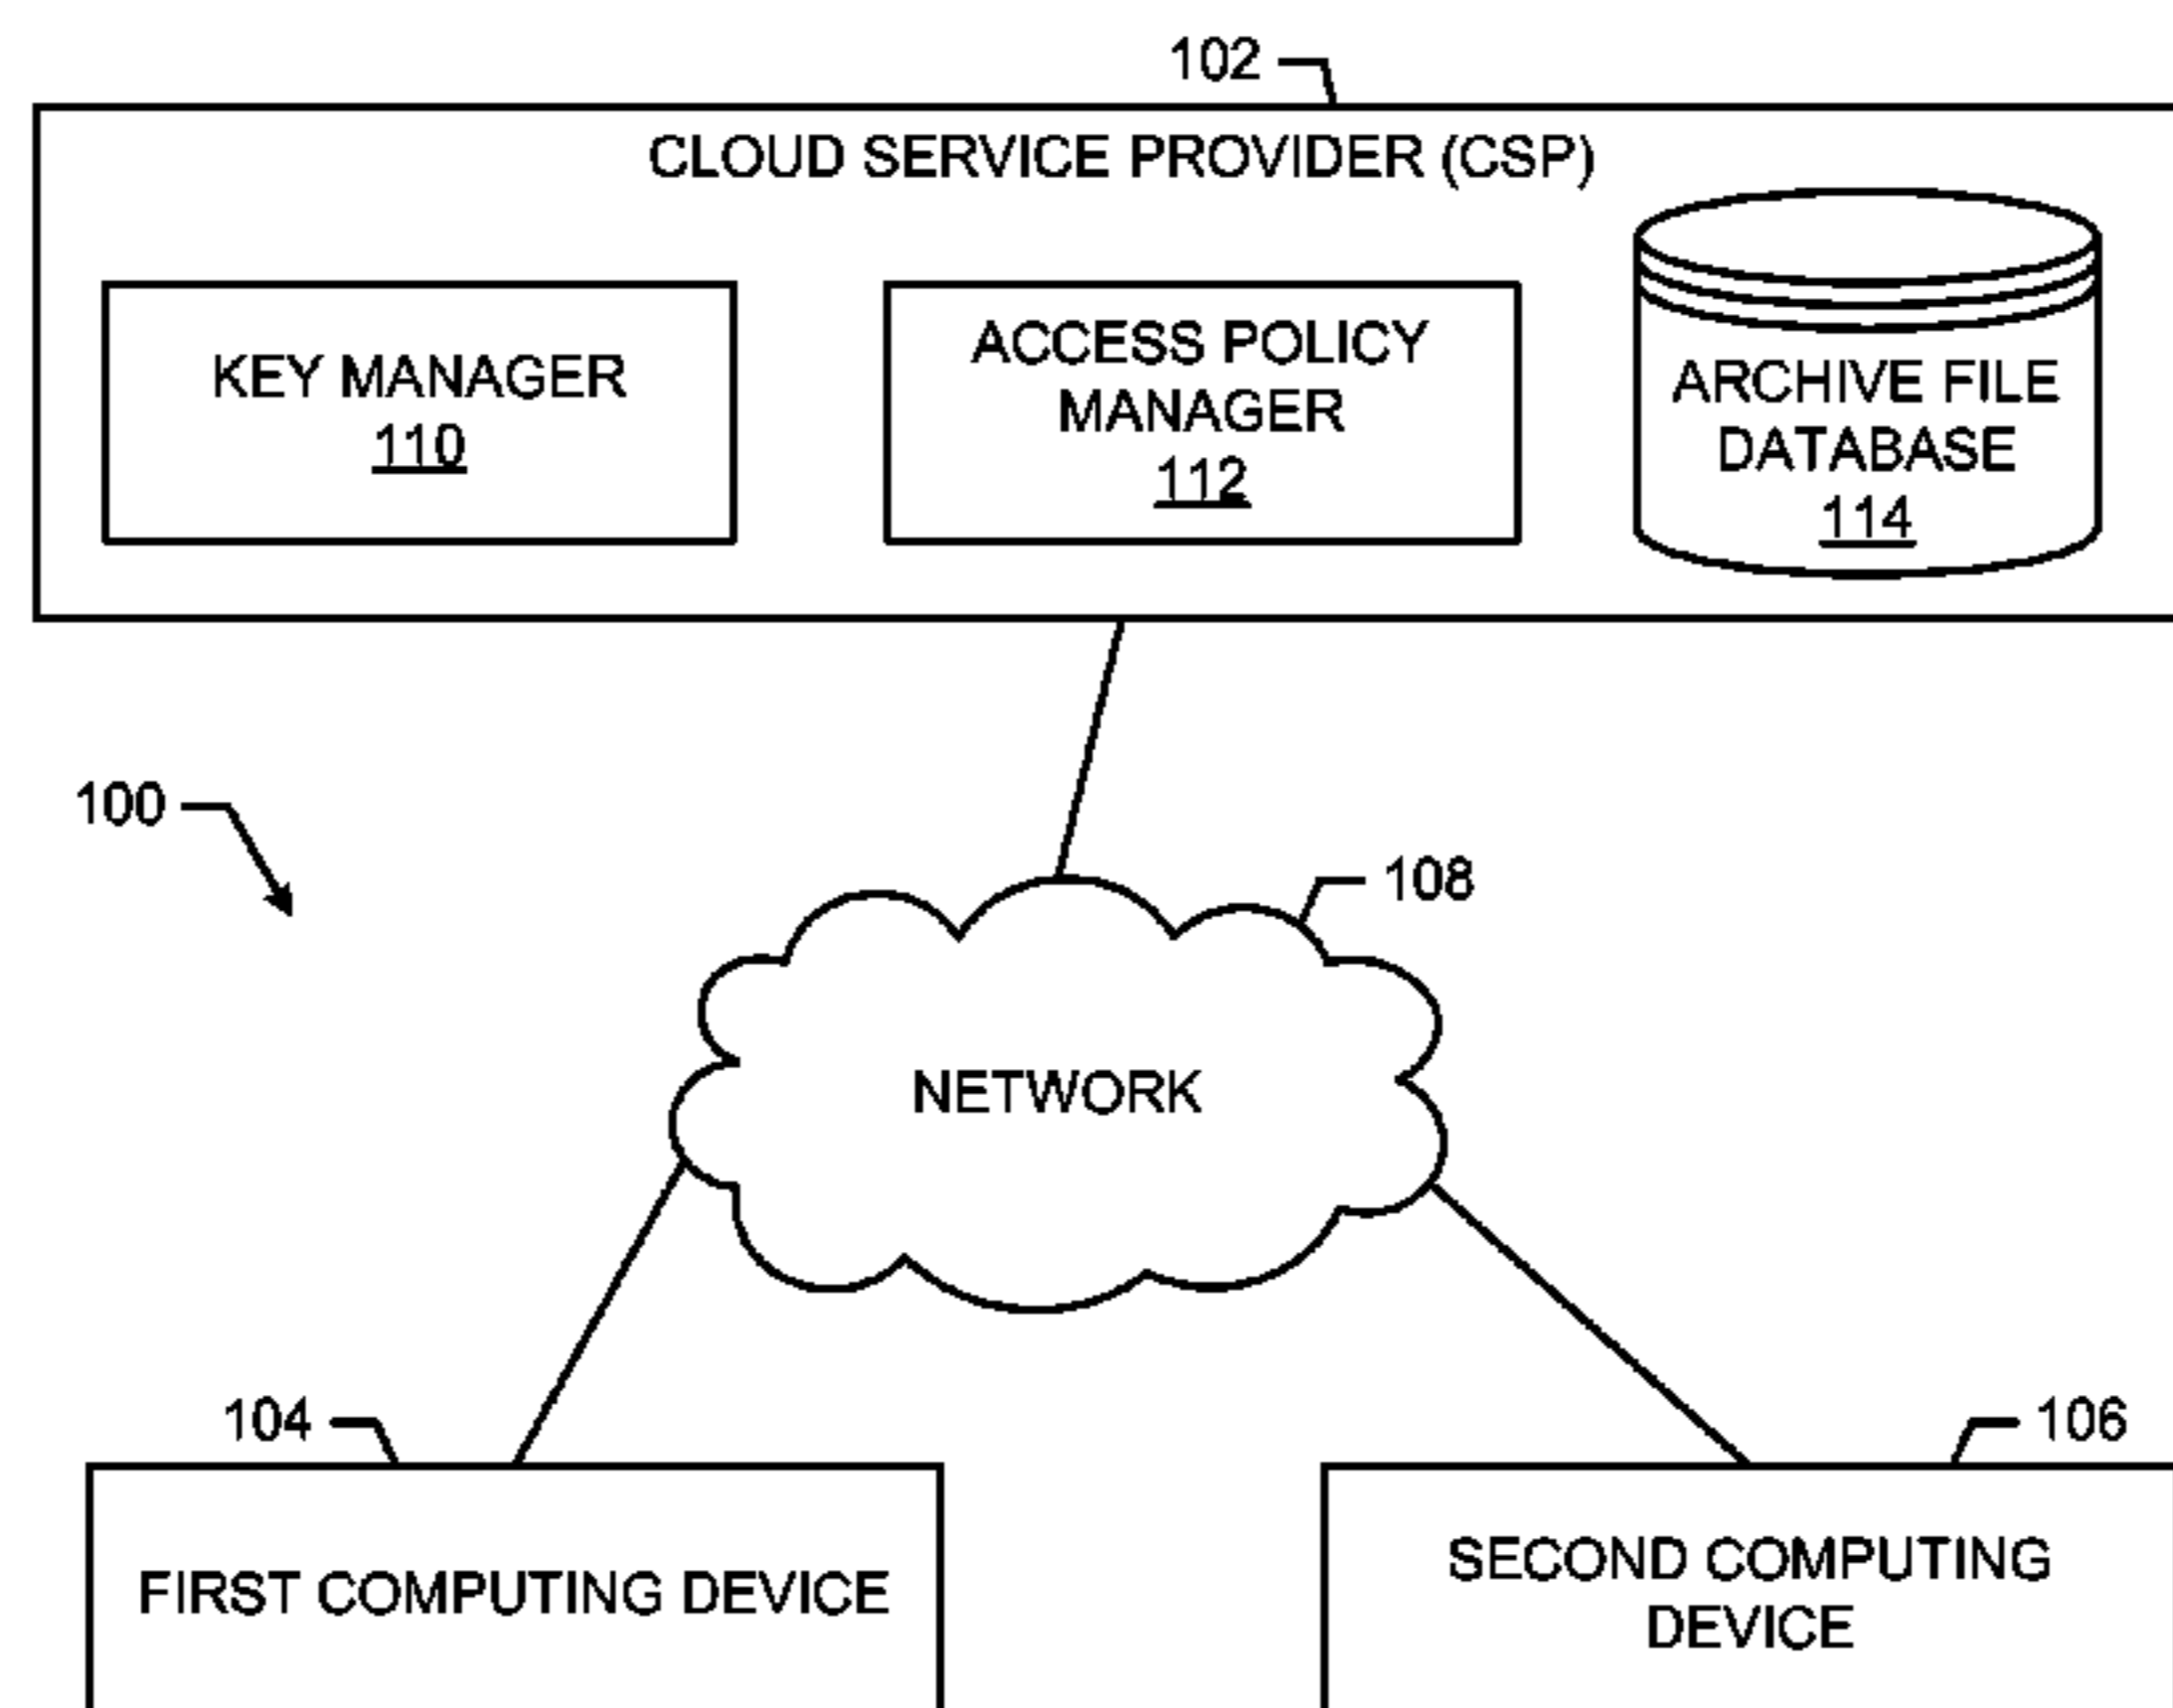 102
CLOUD SERVICE PROVIDER (CSP)
KEY MANAGER
110
ACCESS POLICY
MANAGER
112
ARCHIVE FILE
DATABASE
114
100
108
NETWORK
104
106
FIRST COMPUTING DEVICE
SECOND COMPUTING
DEVICE